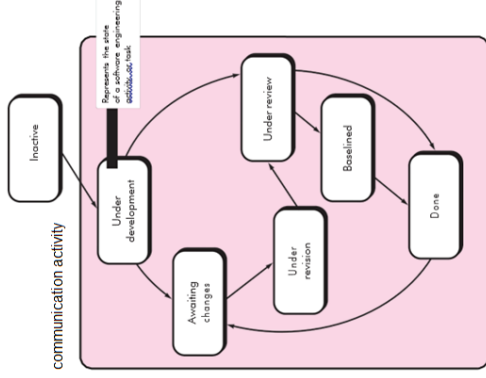 communication activity
Inactive
Represents the state
of a software engineering
activity or task
Under
development
Awaiting
changes
Under review
Under
revision
Baselined
Done